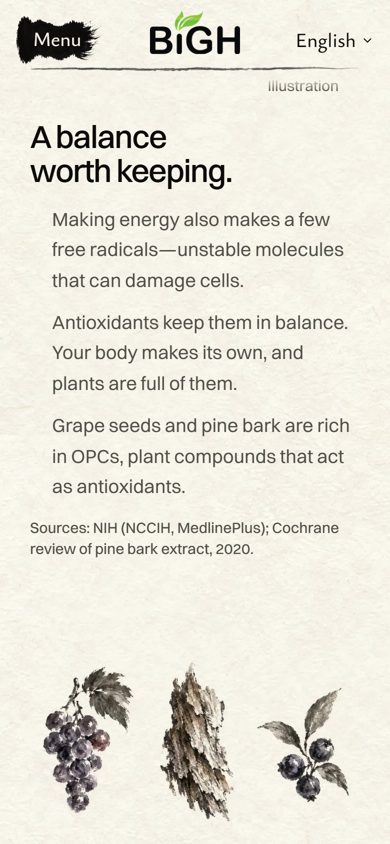 Menu
BiGH
English
Illustration
A balance
worth keeping.
Making energy also makes a few
free radicals—unstable molecules
that can damage cells.
Antioxidants keep them in balance.
Your body makes its own, and
plants are full of them.
Grape seeds and pine bark are rich
in OPCs, plant compounds that act
as antioxidants.
Sources: NIH (NCCIH, MedlinePlus); Cochrane
review of pine bark extract, 2020.